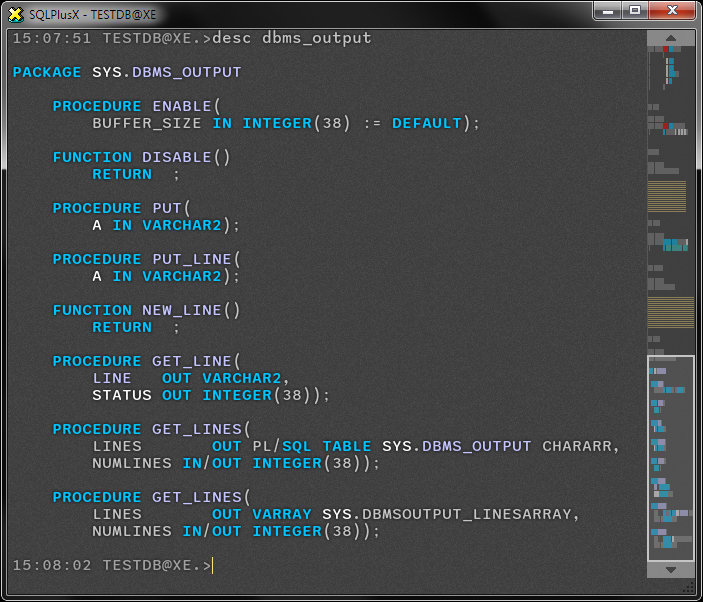 SQLPlusX - TESTDB@XE
15:07:51 TESTDB@XE.>desc dbms_output
PACKAGE SYS.DBMS_OUTPUT
PROCEDURE ENABLE(
BUFFER_SIZE IN INTEGER(38) := DEFAULT);
FUNCTION DISABLE()
RETURN  ;
PROCEDURE PUT(
A IN VARCHAR2);
PROCEDURE PUT_LINE(
A IN VARCHAR2);
FUNCTION NEW_LINE()
RETURN  ;
PROCEDURE GET_LINE(
LINE   OUT VARCHAR2,
STATUS OUT INTEGER(38));
PROCEDURE GET_LINES(
LINES       OUT PL/SQL TABLE SYS.DBMS_OUTPUT CHARARR,
NUMLINES IN/OUT INTEGER(38));
PROCEDURE GET_LINES(
LINES       OUT VARRAY SYS.DBMSOUTPUT_LINESARRAY,
NUMLINES IN/OUT INTEGER(38));
15:08:02 TESTDB@XE.>